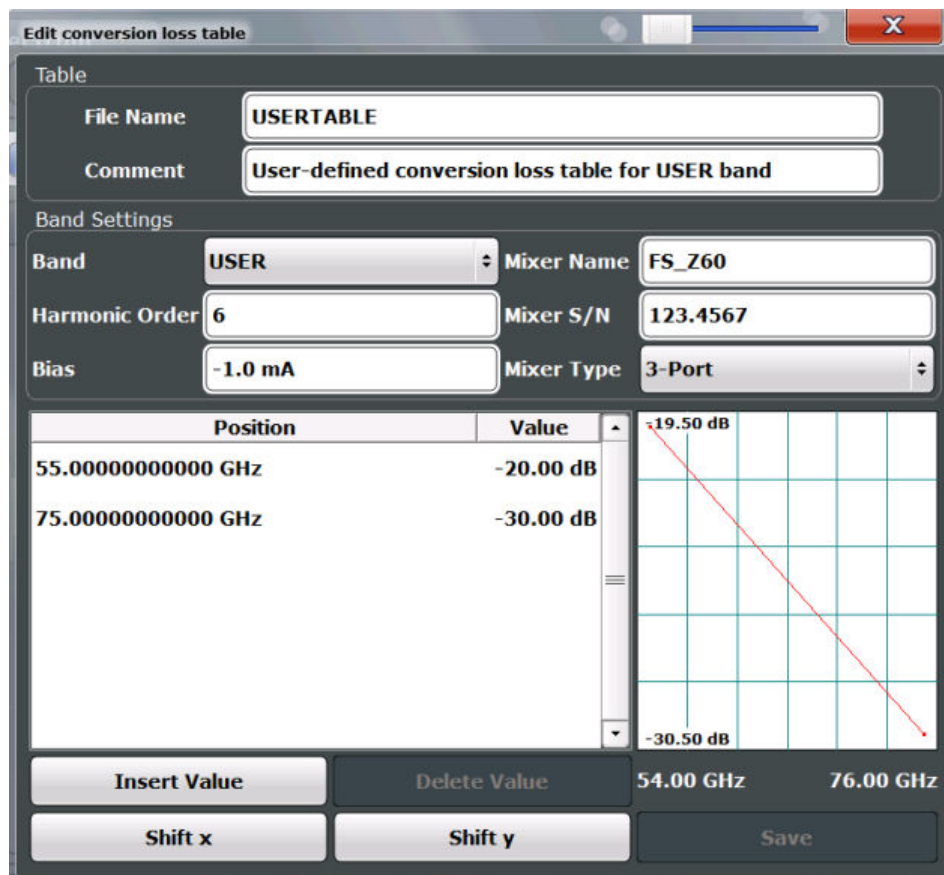 Edit conversion loss table
X
Table
File Name USERTABLE
Comment User-defined conversion loss table for USER band
Band Settings
Band USER Mixer Name FS_Z60
Harmonic Order 6 Mixer S/N 123.4567
Bias -1.0 mA Mixer Type 3-Port
Position Value
-19.50 dB
55.00000000000 GHz -20.00 dB
75.00000000000 GHz -30.00 dB
-30.50 dB
Insert Value Delete Value 54.00 GHz 76.00 GHz
Shift x Shift y Save